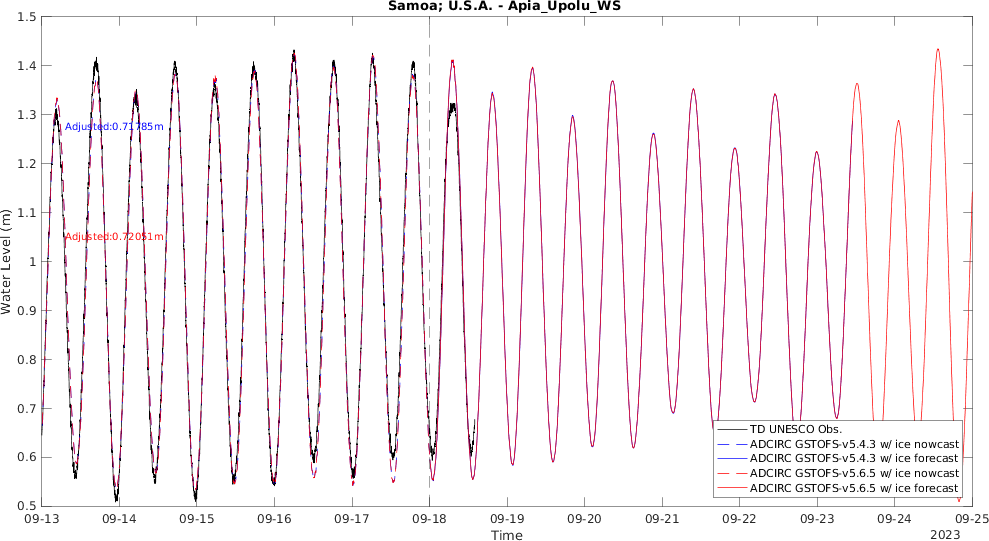 Samoa; U.S.A. - Apia_Upolu_WS
1.5
1.4
1.3
1.2
1.1
1
0.9
0.8
0.7
0.6
0.5
Water Level (m)
Adjusted:0.71785m
Adjusted:0.72051m
TD UNESCO Obs.
ADCIRC GSTOFS-v5.4.3 w/ ice nowcast
ADCIRC GSTOFS-v5.4.3 w/ ice forecast
ADCIRC GSTOFS-v5.6.5 w/ ice nowcast
ADCIRC GSTOFS-v5.6.5 w/ ice forecast
09-13 09-14 09-15 09-16 09-17 09-18 09-19 09-20 09-21 09-22 09-23 09-24 09-25
Time
2023